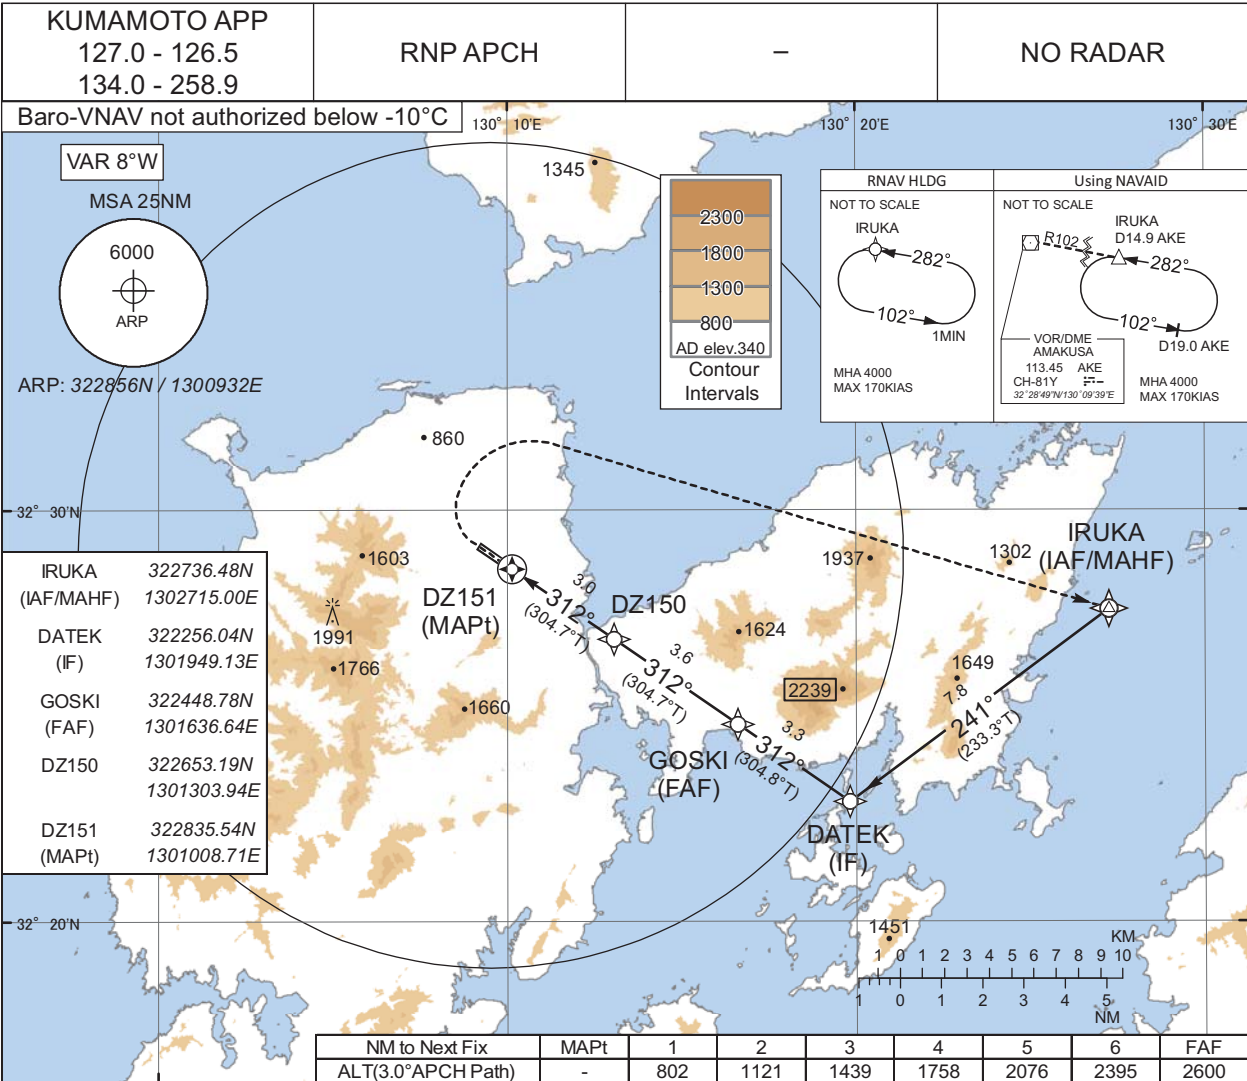 KUMAMOTO APP
127.0 - 126.5
134.0 - 258.9
RNP APCH
–
NO RADAR
Baro-VNAV not authorized below -10°C
130° 10'E
130° 20'E
130° 30'E
VAR 8°W
MSA 25NM
6000
ARP
ARP: 322856N / 1300932E
1345
2300
1800
1300
800
AD elev.340
Contour
Intervals
RNAV HLDG
NOT TO SCALE
IRUKA
282°
102°
1MIN
MHA 4000
MAX 170KIAS
Using NAVAID
NOT TO SCALE
IRUKA
D14.9 AKE
R102
282°
102°
D19.0 AKE
VOR/DME
AMAKUSA
113.45 AKE
CH-81Y
32°28'49"N/130°09'39"E
MHA 4000
MAX 170KIAS
860
32° 30'N
1603
1937
1302
IRUKA
(IAF/MAHF)
DZ151
(MAPt)
3.0
312°
(304.7°T)
DZ150
1991
1766
1624
1649
1660
2239
3.6
312°
(304.7°T)
7.8
241°
(233.3°T)
GOSKI
(FAF)
3.3
312°
(304.8°T)
DATEK
(IF)
IRUKA 322736.48N
(IAF/MAHF) 1302715.00E
DATEK 322256.04N
(IF) 1301949.13E
GOSKI 322448.78N
(FAF) 1301636.64E
DZ150 322653.19N
1301303.94E
DZ151 322835.54N
(MAPt) 1301008.71E
32° 20'N
1451
KM
1 0 1 2 3 4 5 6 7 8 9 10
1 0 1 2 3 4 5
NM
NM to Next Fix MAPt 1 2 3 4 5 6 FAF
ALT(3.0°APCH Path) - 802 1121 1439 1758 2076 2395 2600